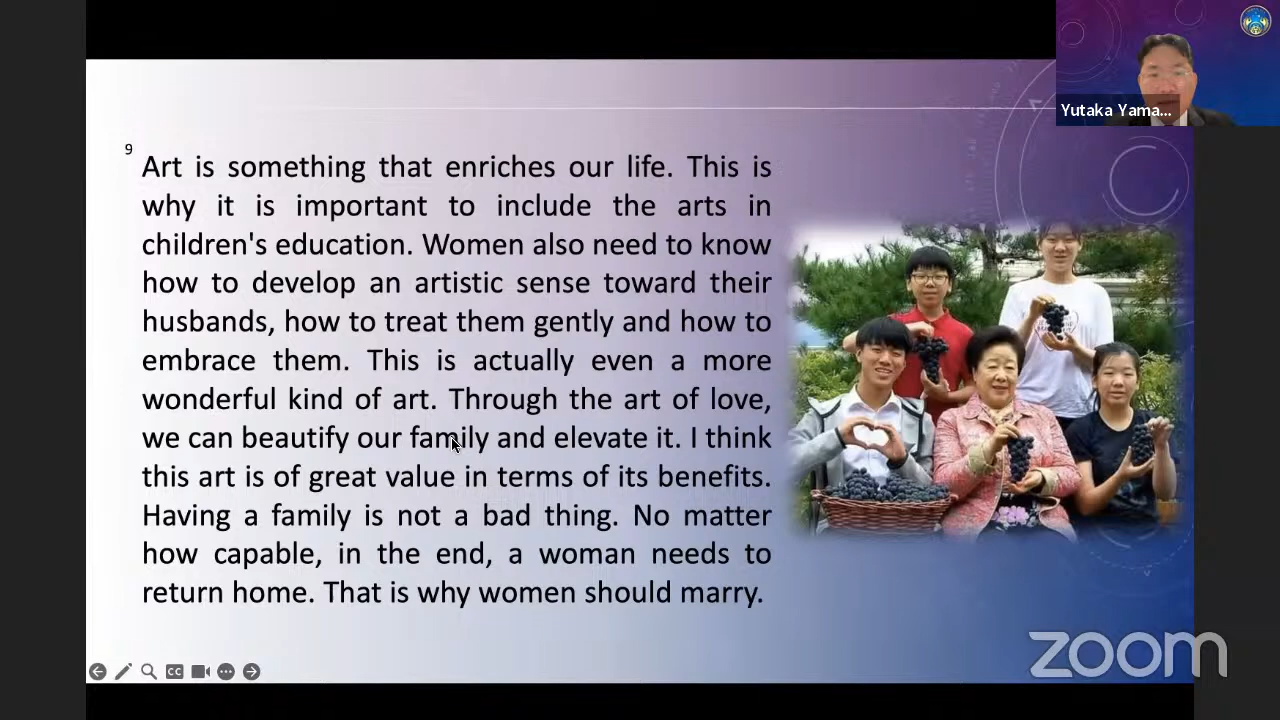 Yutaka Yama...
9
Art is something that enriches our life. This is
why it is important to include the arts in
children's education. Women also need to know
how to develop an artistic sense toward their
husbands, how to treat them gently and how to
embrace them. This is actually even a more
wonderful kind of art. Through the art of love,
we can beautify our family and elevate it. I think
this art is of great value in terms of its benefits.
Having a family is not a bad thing. No matter
how capable, in the end, a woman needs to
return home. That is why women should marry.
CC
zoom